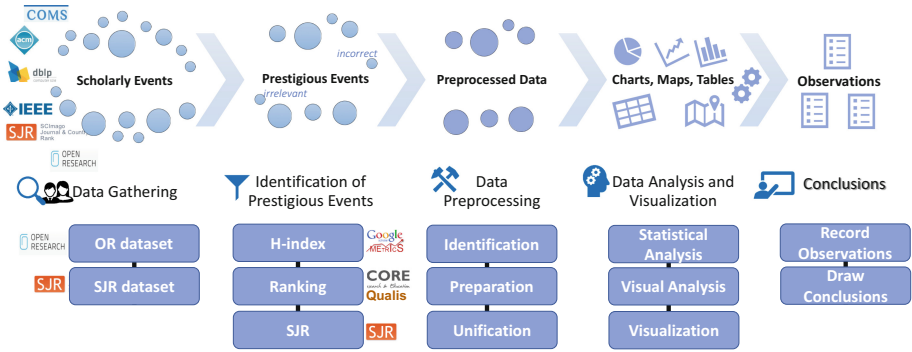 COMS
acm
dblp
computer science
IEEE
SJR
SCImago
Journal & Country
Rank
OPEN
RESEARCH
Scholarly Events
Prestigious Events
incorrect
irrelevant
Preprocessed Data
Charts, Maps, Tables
Observations
Data Gathering
Identification of
Prestigious Events
Data
Preprocessing
Data Analysis and
Visualization
Conclusions
OPEN
RESEARCH
OR dataset
SJR
SJR dataset
H-index
Google
METRICS
Ranking
CORE
Qualis
SJR
SJR
Identification
Preparation
Unification
Statistical
Analysis
Visual Analysis
Visualization
Record
Observations
Draw
Conclusions